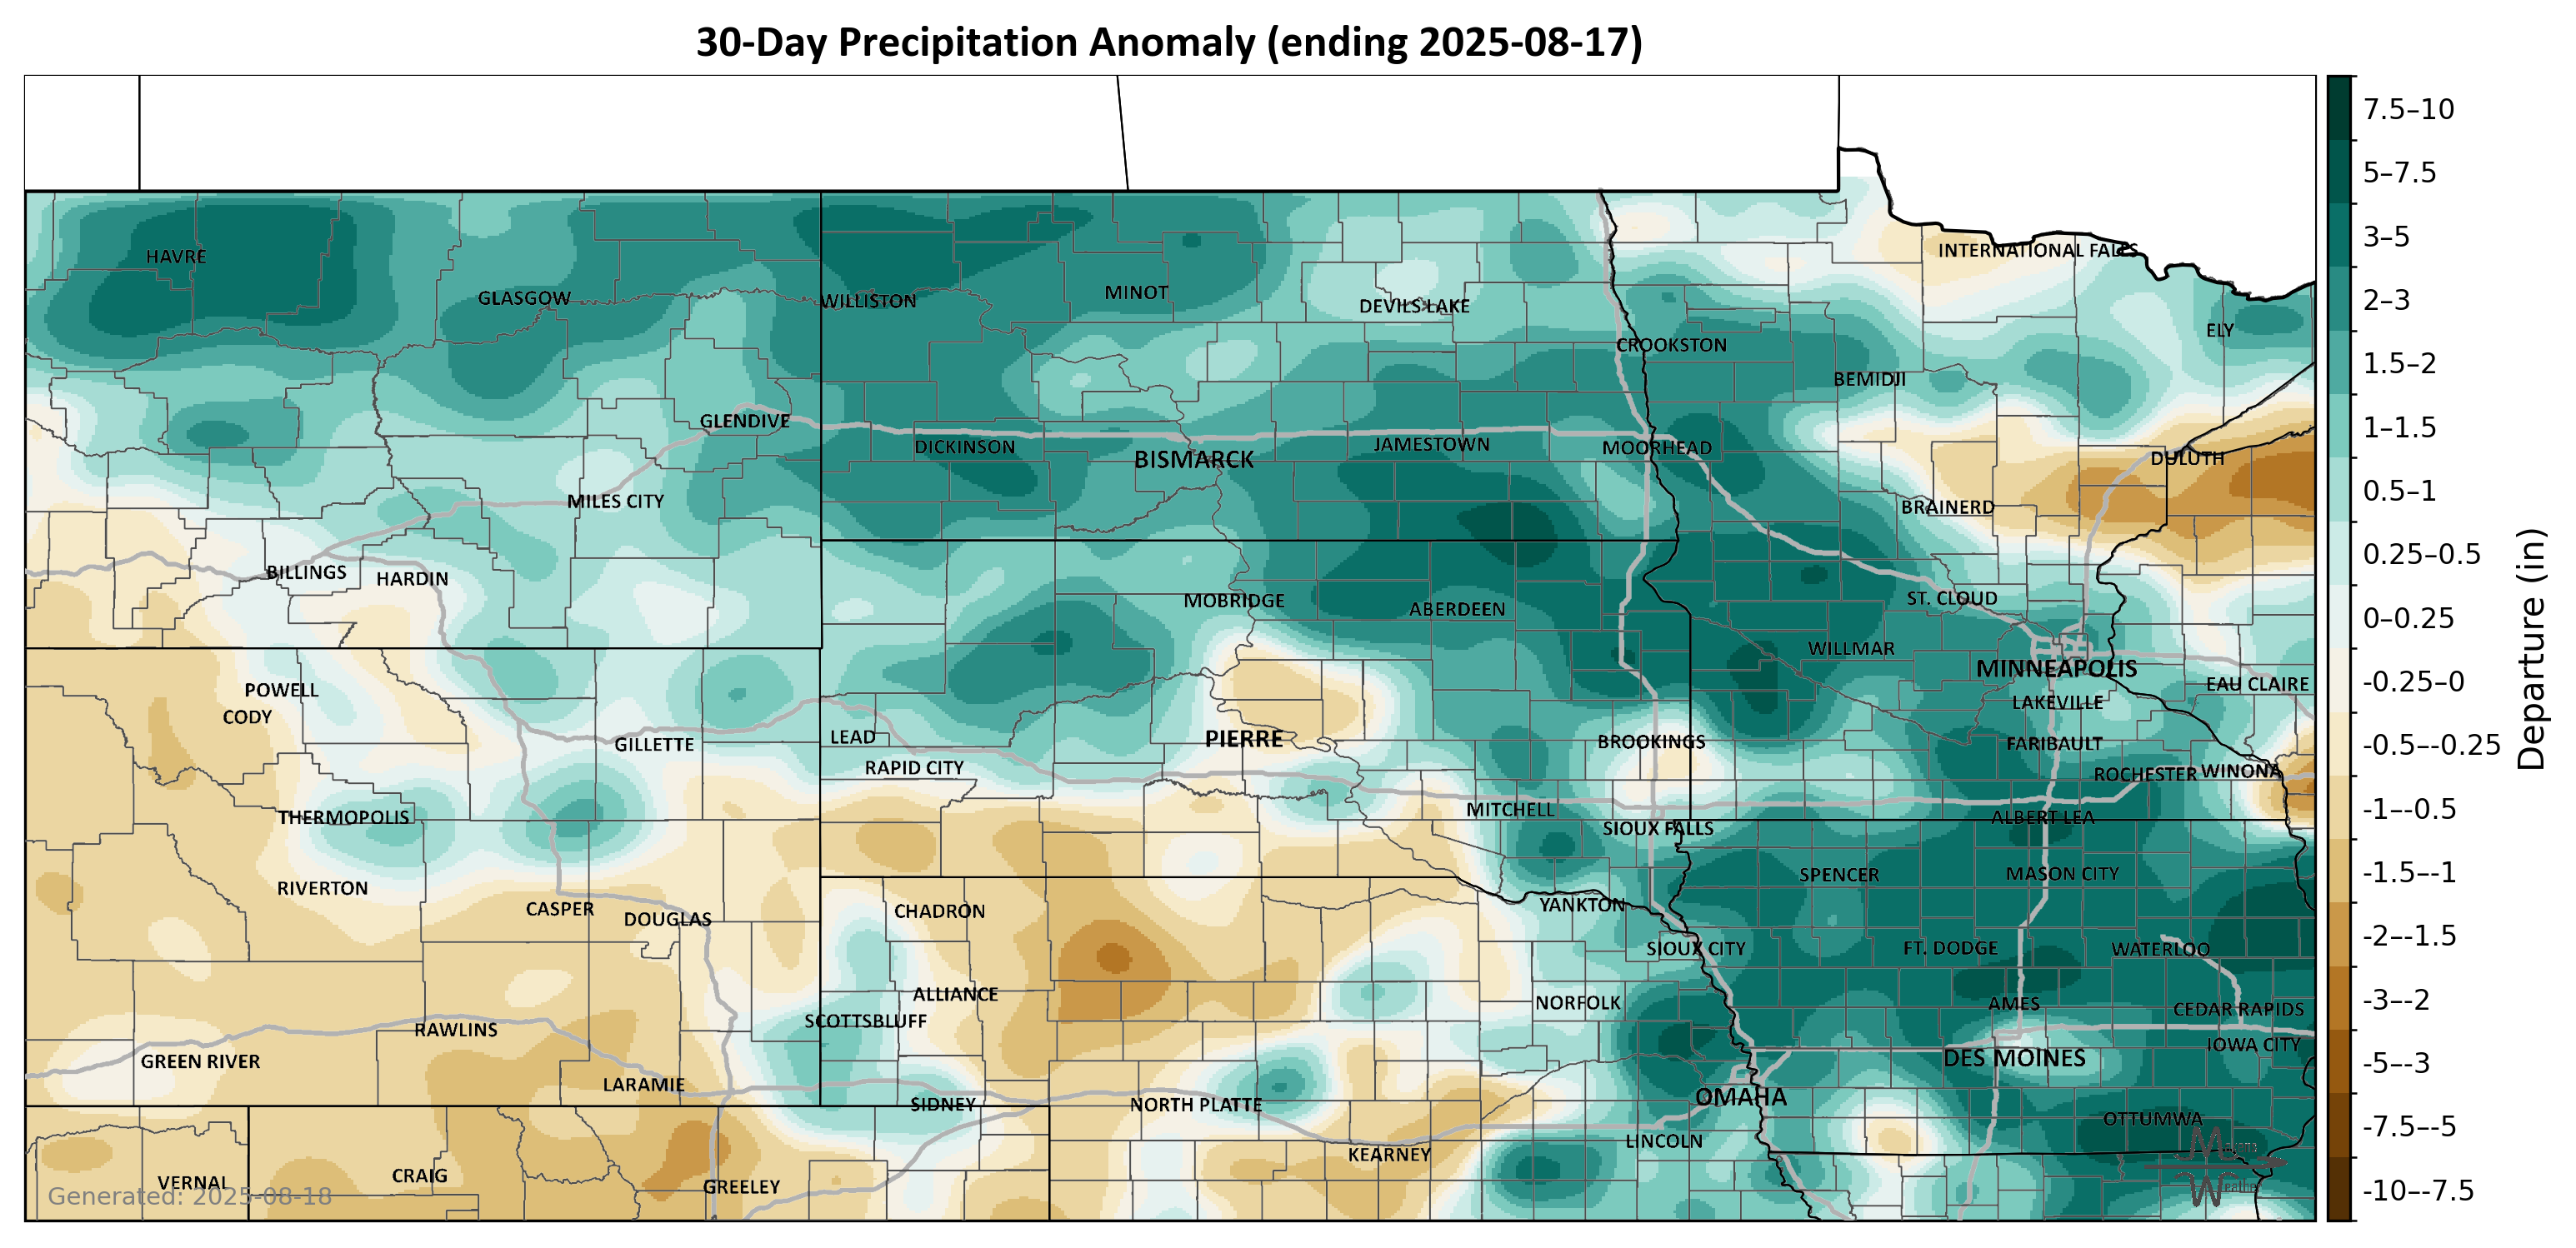 30-Day Precipitation Anomaly (ending 2025-08-17)
HAVRE
GLASGOW
WILLISTON
MINOT
DEVILS LAKE
INTERNATIONAL FALLS
ELY
CROOKSTON
BEMIDJI
GLENDIVE
DICKINSON
BISMARCK
JAMESTOWN
MOORHEAD
DULUTH
MILES CITY
BRAINERD
BILLINGS
HARDIN
MOBRIDGE
ABERDEEN
ST. CLOUD
WILLMAR
MINNEAPOLIS
EAU CLAIRE
POWELL
CODY
LAKEVILLE
GILLETTE
LEAD
PIERRE
BROOKINGS
FARIBAULT
RAPID CITY
ROCHESTER
WINONA
THERMOPOLIS
MITCHELL
SIOUX FALLS
ALBERT LEA
RIVERTON
SPENCER
MASON CITY
CASPER
DOUGLAS
CHADRON
YANKTON
SIOUX CITY
FT. DODGE
WATERLOO
ALLIANCE
NORFOLK
AMES
CEDAR RAPIDS
SCOTTSBLUFF
RAWLINS
GREEN RIVER
DES MOINES
IOWA CITY
LARAMIE
SIDNEY
NORTH PLATTE
OMAHA
OTTUMWA
KEARNEY
LINCOLN
VERNAL
CRAIG
GREELEY
Generated: 2025-08-18
7.5–10
5–7.5
3–5
2–3
1.5–2
1–1.5
0.5–1
0.25–0.5
0–0.25
-0.25–0
-0.5–-0.25
-1–-0.5
-1.5–-1
-2–-1.5
-3–-2
-5–-3
-7.5–-5
-10–-7.5
Departure (in)